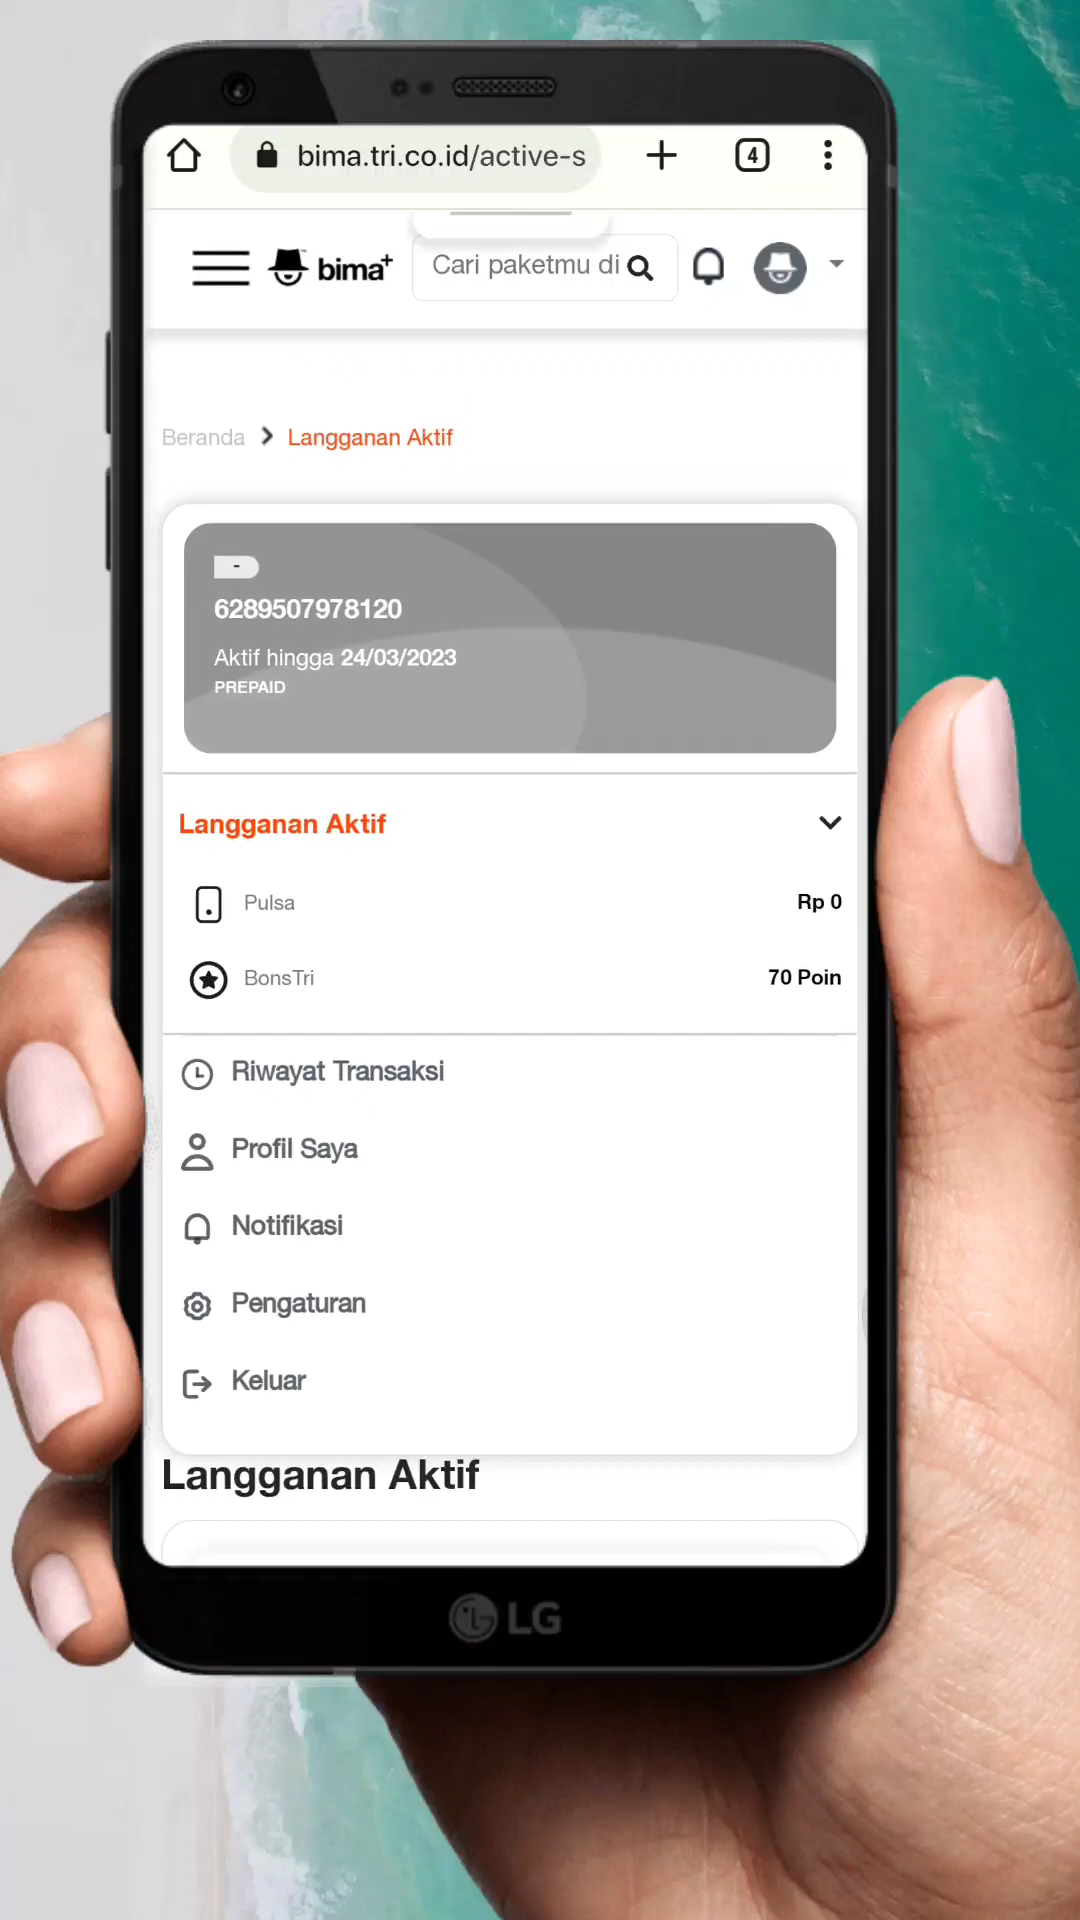 bima.tri.co.id/active-s
4
bima+
Cari paketmu di
Beranda
Langganan Aktif
-
6289507978120
Aktif hingga 24/03/2023
PREPAID
Langganan Aktif
Pulsa
Rp 0
BonsTri
70 Poin
Riwayat Transaksi
Profil Saya
Notifikasi
Pengaturan
Keluar
Langganan Aktif
LG